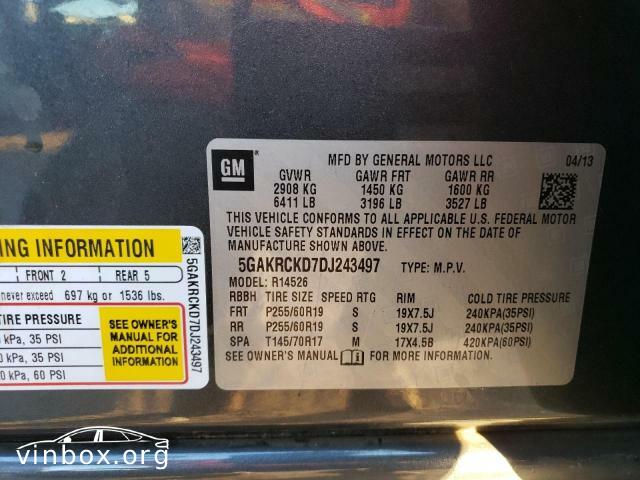 GM
MFD BY GENERAL MOTORS LLC 04/13
GVWR GAWR FRT GAWR RR
2908 KG 1450 KG 1600 KG
6411 LB 3196 LB 3527 LB
THIS VEHICLE CONFORMS TO ALL APPLICABLE U.S. FEDERAL MOTOR
VEHICLE SAFETY STANDARDS IN EFFECT ON THE DATE OF
MANUFACTURE SHOWN ABOVE.
5GAKRCKD7DJ243497 TYPE: M.P.V.
MODEL: R14526
RBBH TIRE SIZE SPEED RTG RIM COLD TIRE PRESSURE
FRT P255/60R19 S 19X7.5J 240KPA(35PSI)
RR P255/60R19 S 19X7.5J 240KPA(35PSI)
SPA T145/70R17 M 17X4.5B 420KPA(60PSI)
SEE OWNER'S MANUAL FOR MORE INFORMATION.
ING INFORMATION
FRONT 2 REAR 5
never exceed 697 kg or 1536 lbs.
TIRE PRESSURE
kPa, 35 PSI
kPa, 35 PSI
0 kPa, 60 PSI
SEE OWNER'S
MANUAL FOR
ADDITIONAL
INFORMATION
5GAKRCKD7DJ243497
vinbox.org